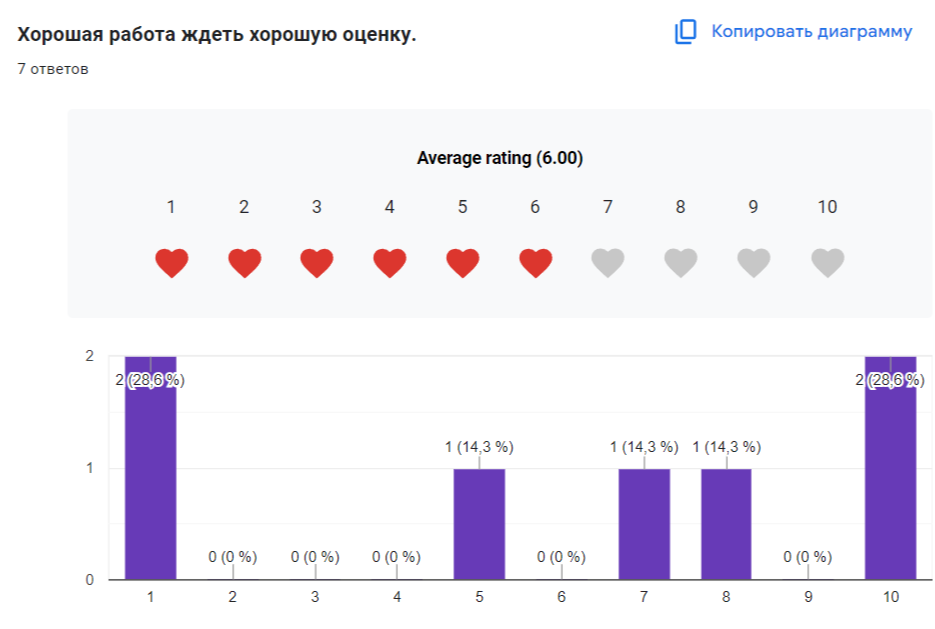 Хорошая работа ждеть хорошую оценку.
Копировать диаграмму
7 ответов
Average rating (6.00)
1 2 3 4 5 6 7 8 9 10
2
2 (28,6 %) 2 (28,6 %)
1 (14,3 %) 1 (14,3 %) 1 (14,3 %)
1
0 (0 %) 0 (0 %) 0 (0 %) 0 (0 %) 0 (0 %)
0
1 2 3 4 5 6 7 8 9 10